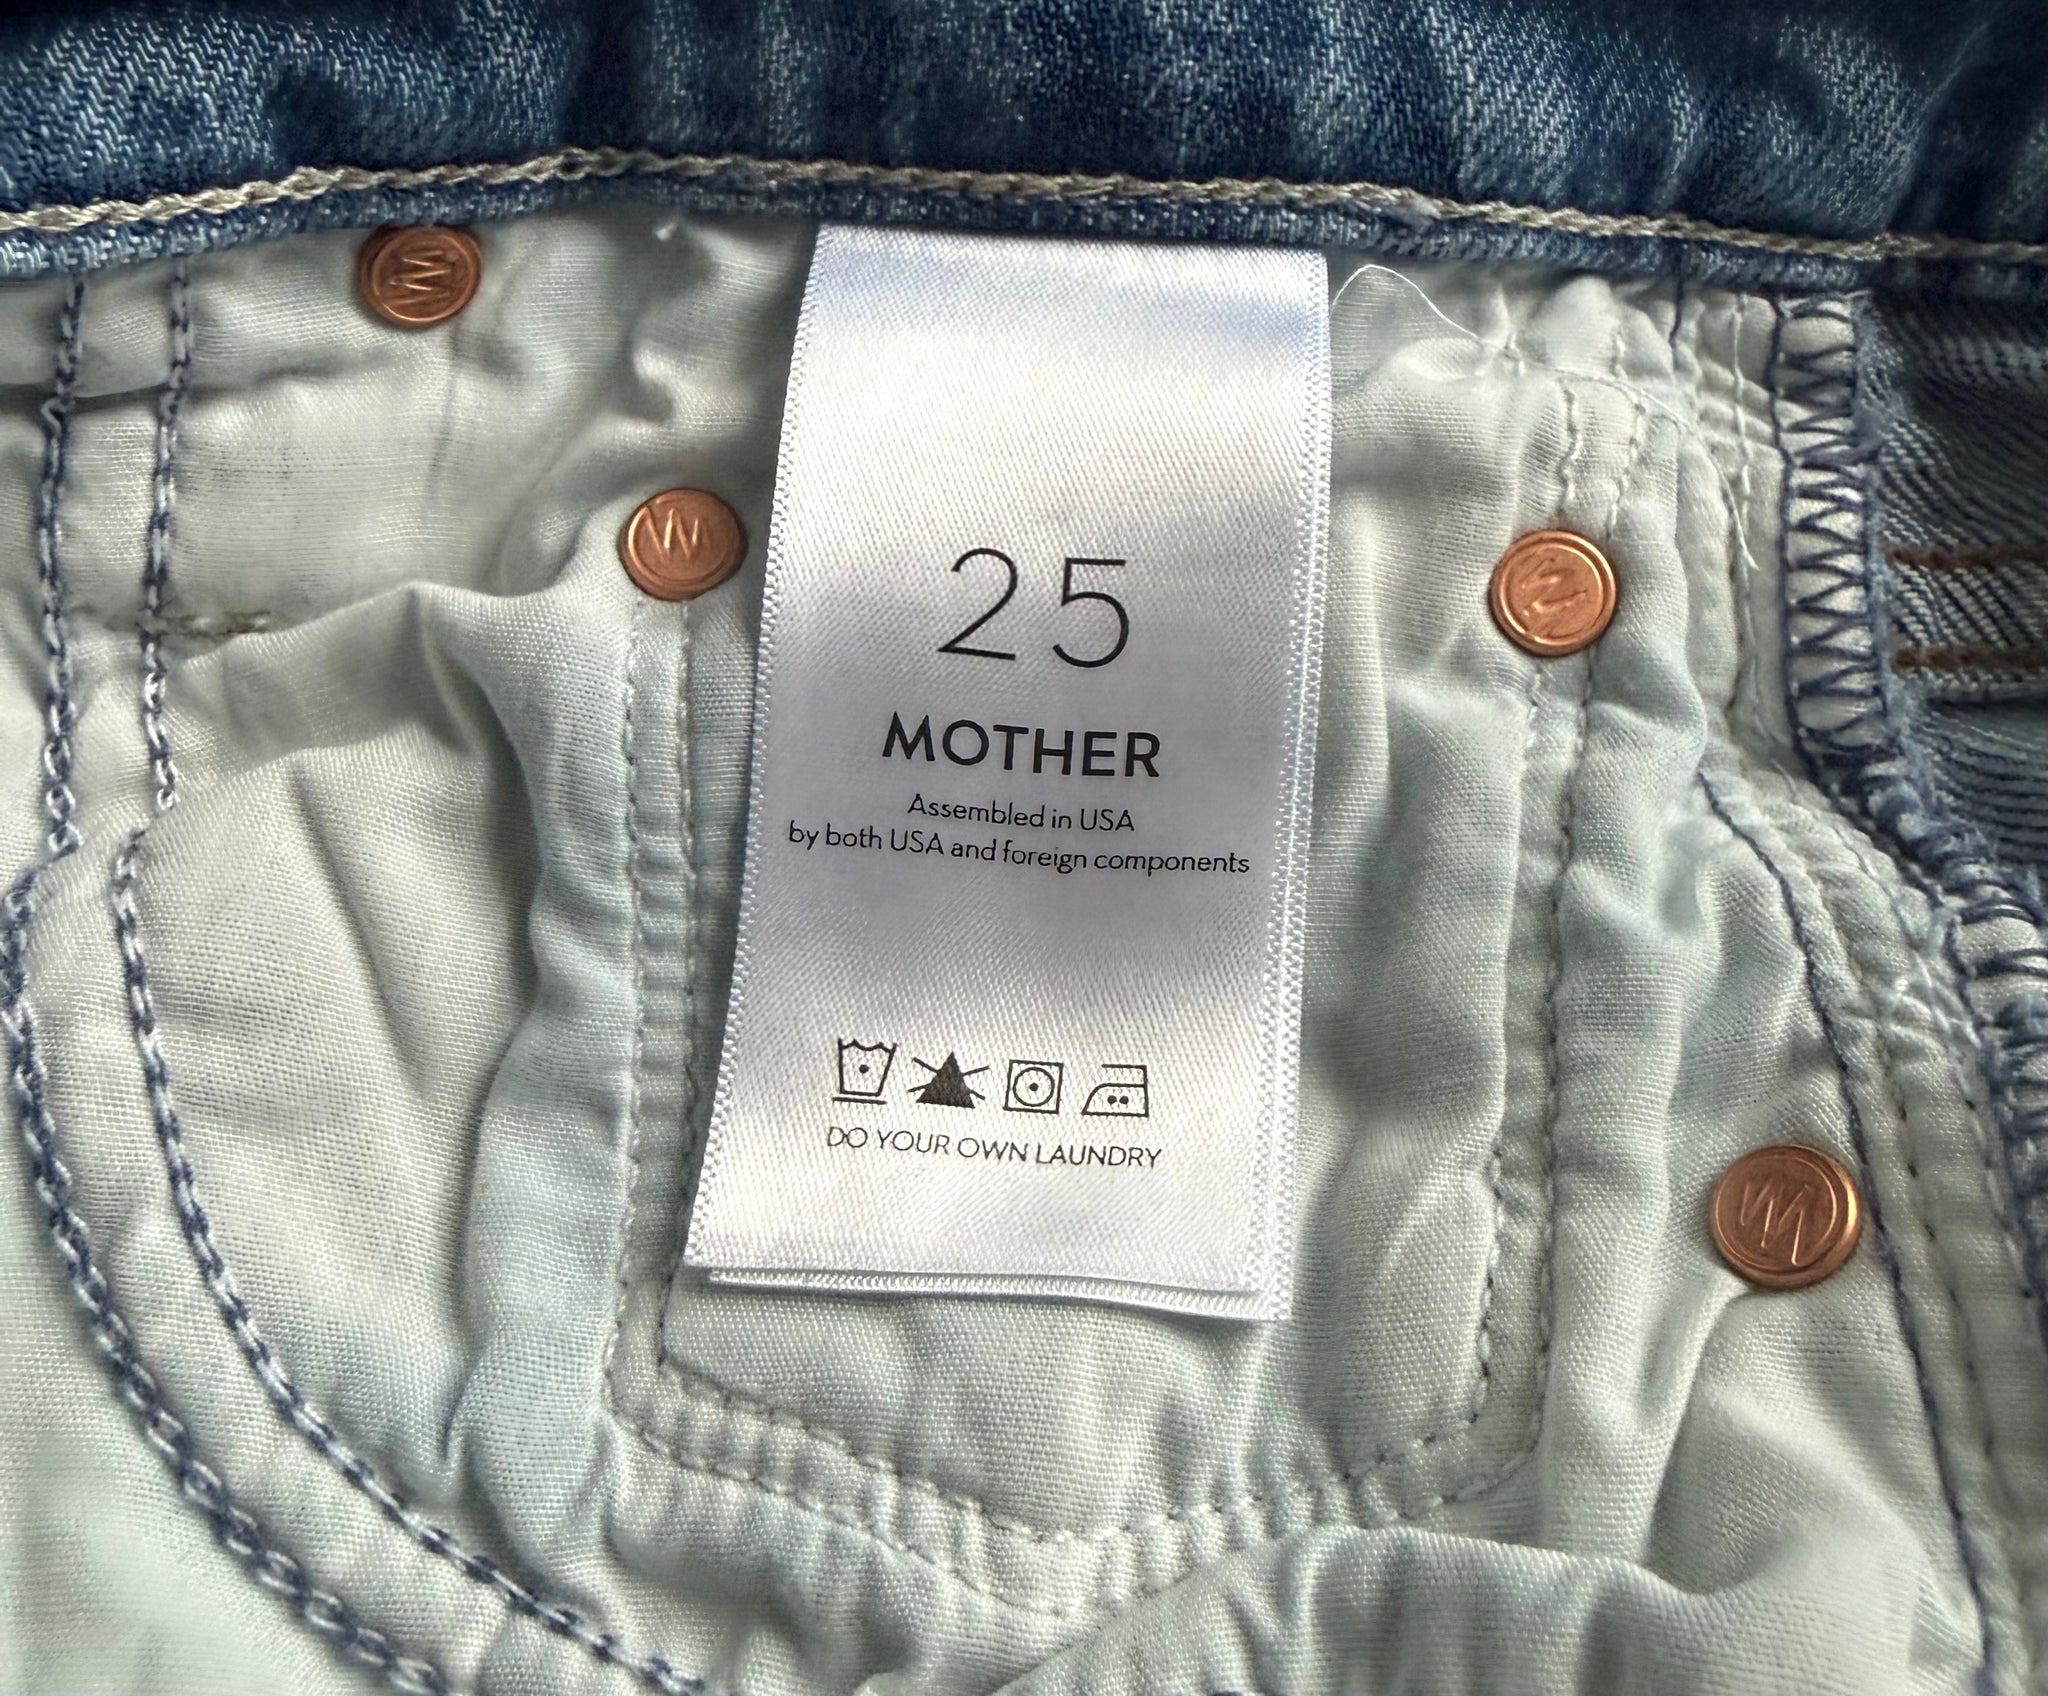 25
MOTHER
Assembled in USA
by both USA and foreign components
DO YOUR OWN LAUNDRY